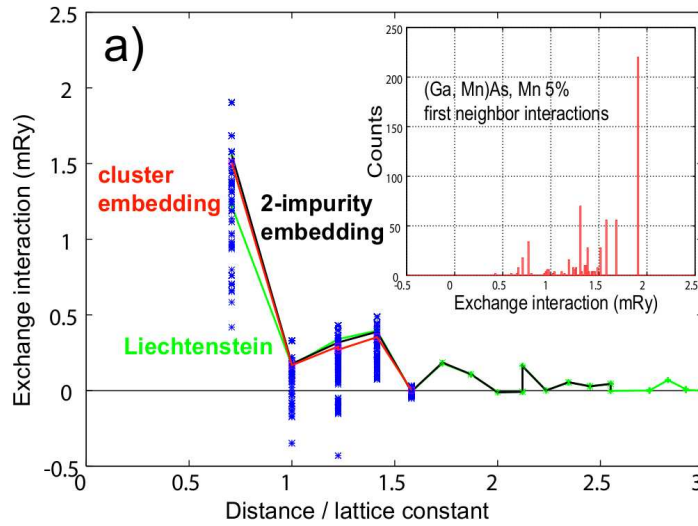 a)
2.5
2
1.5
1
0.5
0
-0.5
Exchange interaction (mRy)
0
0.5
1.0
1.5
2
2.5
3
Distance / lattice constant
cluster
embedding
2-impurity
embedding
Liechtenstein
250
200
150
100
50
0
Counts
(Ga, Mn)As, Mn 5%
first neighbor interactions
-0.5
0
0.5
1
1.5
2
2.5
Exchange interaction (mRy)